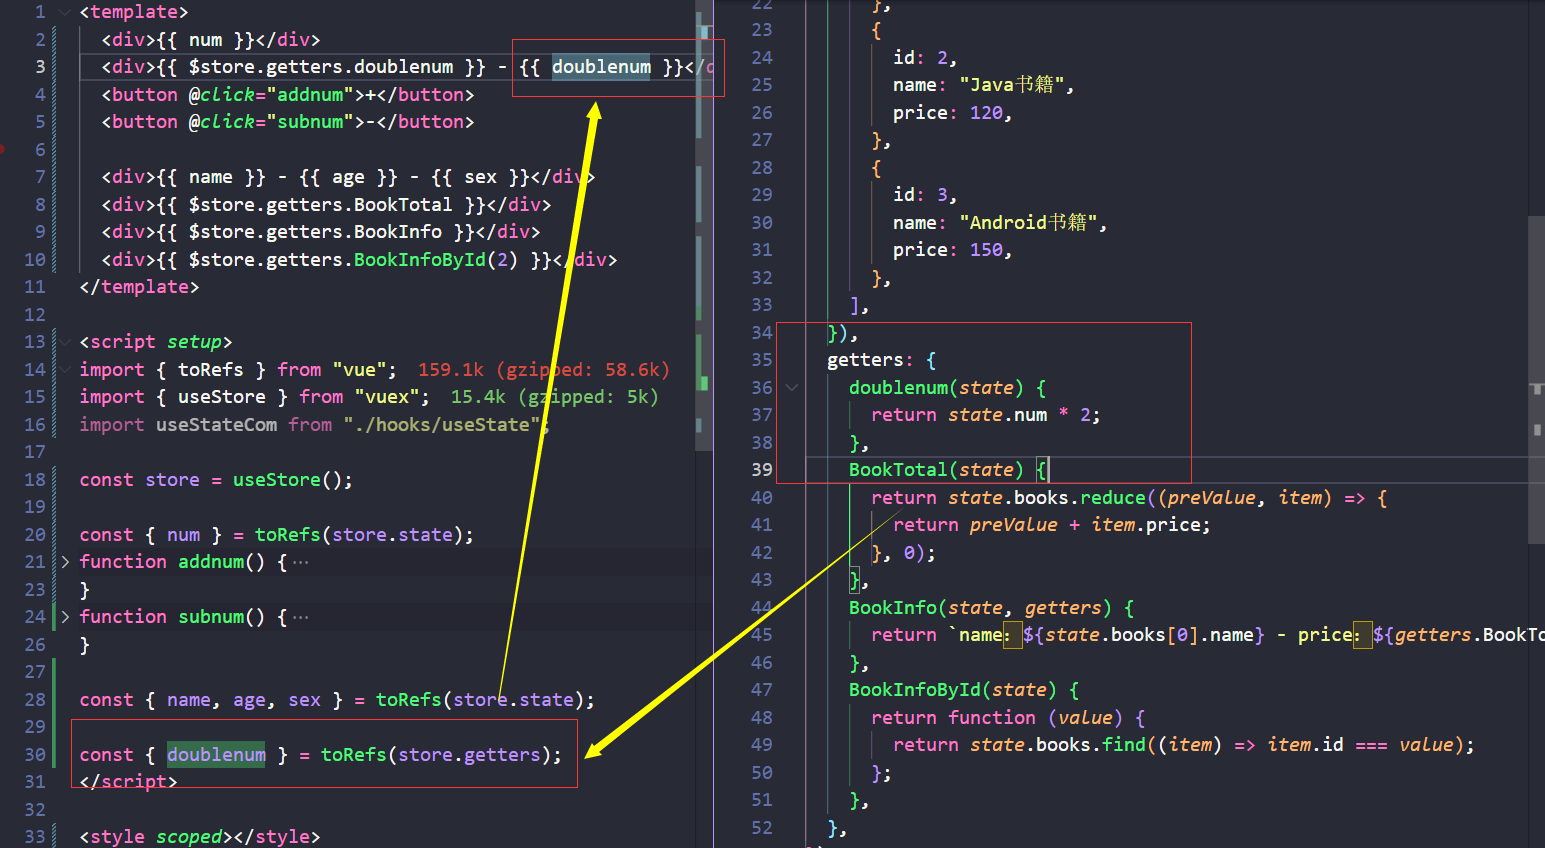 1 <template>
2 <div>{{ num }}</div>
3 <div>{{ $store.getters.doublenum }} - {{ doublenum }}</d
4 <button @click="addnum">+</button>
5 <button @click="subnum">-</button>
6
7 <div>{{ name }} - {{ age }} - {{ sex }}</div>
8 <div>{{ $store.getters.BookTotal }}</div>
9 <div>{{ $store.getters.BookInfo }}</div>
10 <div>{{ $store.getters.BookInfoById(2) }}</div>
11 </template>
12
13 <script setup>
14 import { toRefs } from "vue"; 159.1k (gzipped: 58.6k)
15 import { useStore } from "vuex"; 15.4k (gzipped: 5k)
16 import useStateCom from "./hooks/useState";
17
18 const store = useStore();
19
20 const { num } = toRefs(store.state);
21 function addnum() { ···
23 }
24 function subnum() { ···
26 }
27
28 const { name, age, sex } = toRefs(store.state);
29
30 const { doublenum } = toRefs(store.getters);
31 </script>
32
33 <style scoped></style>
22 },
23 {
24 id: 2,
25 name: "Java书籍",
26 price: 120,
27 },
28 {
29 id: 3,
30 name: "Android书籍",
31 price: 150,
32 },
33 ],
34 }),
35 getters: {
36 doublenum(state) {
37 return state.num * 2;
38 },
39 BookTotal(state) {
40 return state.books.reduce((preValue, item) => {
41 return preValue + item.price;
42 }, 0);
43 },
44 BookInfo(state, getters) {
45 return `name：${state.books[0].name} - price：${getters.BookTo
46 },
47 BookInfoById(state) {
48 return function (value) {
49 return state.books.find((item) => item.id === value);
50 };
51 },
52 },